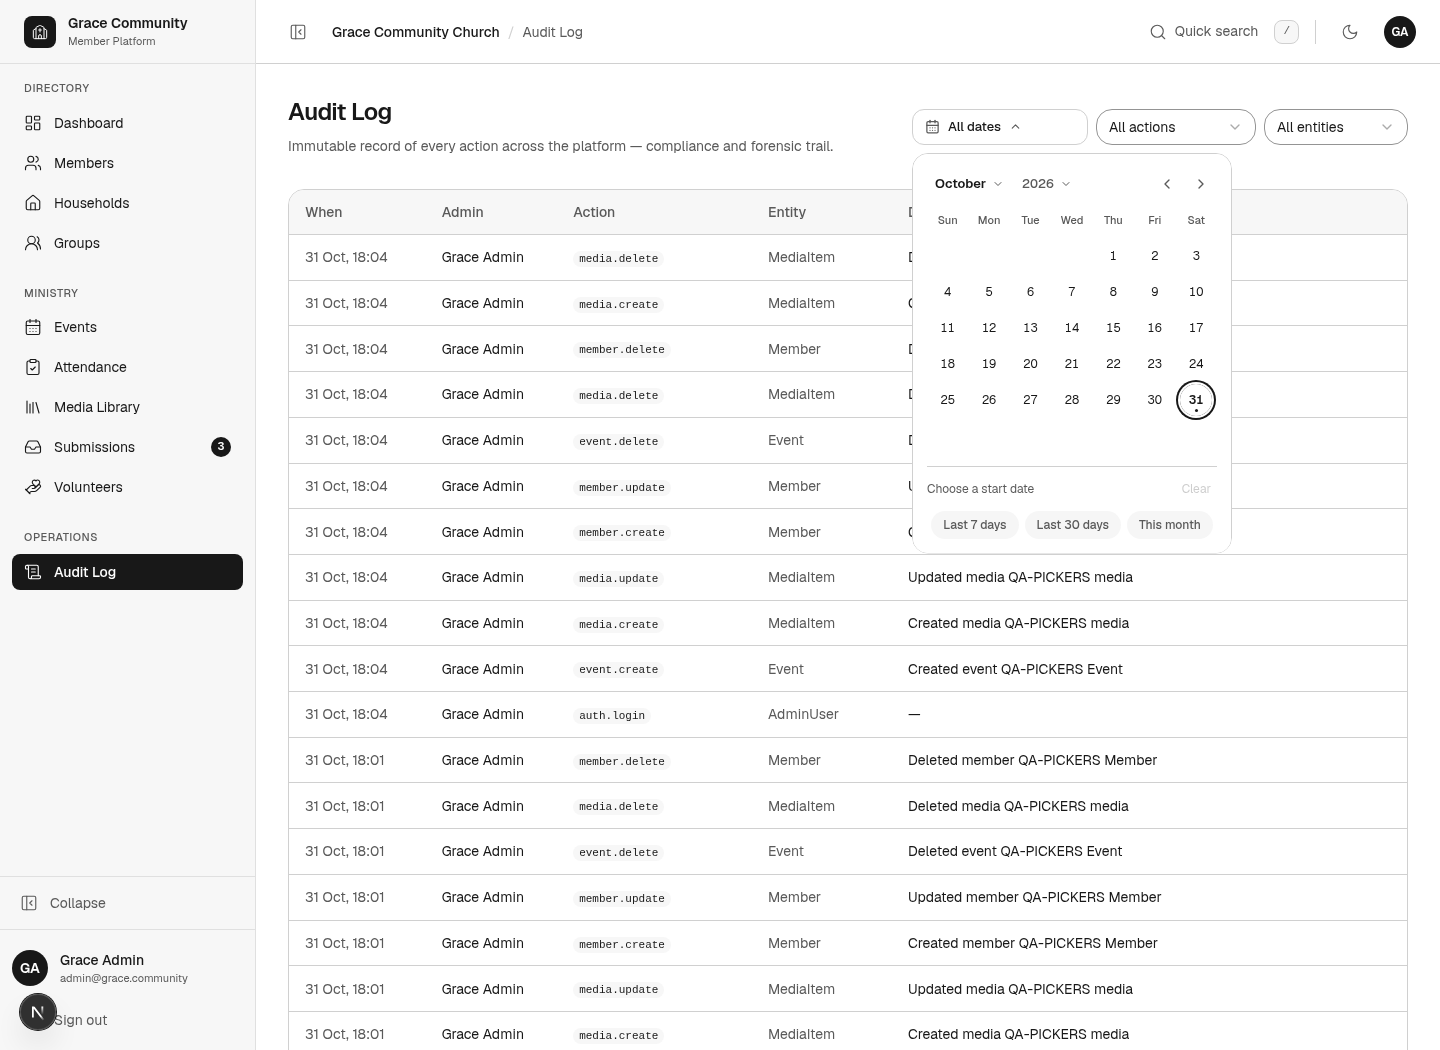 Grace Community
Member Platform
DIRECTORY
Dashboard
Members
Households
Groups
MINISTRY
Events
Attendance
Media Library
Submissions 3
Volunteers
OPERATIONS
Audit Log
Collapse
GA Grace Admin
admin@grace.community
N Sign out
Grace Community Church / Audit Log
Quick search / GA
Audit Log
Immutable record of every action across the platform — compliance and forensic trail.
All dates All actions All entities
October 2026
Sun Mon Tue Wed Thu Fri Sat
1 2 3
4 5 6 7 8 9 10
11 12 13 14 15 16 17
18 19 20 21 22 23 24
25 26 27 28 29 30 31
Choose a start date Clear
Last 7 days Last 30 days This month
When Admin Action Entity
31 Oct, 18:04 Grace Admin media.delete MediaItem
31 Oct, 18:04 Grace Admin media.create MediaItem
31 Oct, 18:04 Grace Admin member.delete Member
31 Oct, 18:04 Grace Admin media.delete MediaItem
31 Oct, 18:04 Grace Admin event.delete Event
31 Oct, 18:04 Grace Admin member.update Member
31 Oct, 18:04 Grace Admin member.create Member
31 Oct, 18:04 Grace Admin media.update MediaItem Updated media QA-PICKERS media
31 Oct, 18:04 Grace Admin media.create MediaItem Created media QA-PICKERS media
31 Oct, 18:04 Grace Admin event.create Event Created event QA-PICKERS Event
31 Oct, 18:04 Grace Admin auth.login AdminUser —
31 Oct, 18:01 Grace Admin member.delete Member Deleted member QA-PICKERS Member
31 Oct, 18:01 Grace Admin media.delete MediaItem Deleted media QA-PICKERS media
31 Oct, 18:01 Grace Admin event.delete Event Deleted event QA-PICKERS Event
31 Oct, 18:01 Grace Admin member.update Member Updated member QA-PICKERS Member
31 Oct, 18:01 Grace Admin member.create Member Created member QA-PICKERS Member
31 Oct, 18:01 Grace Admin media.update MediaItem Updated media QA-PICKERS media
31 Oct, 18:01 Grace Admin media.create MediaItem Created media QA-PICKERS media